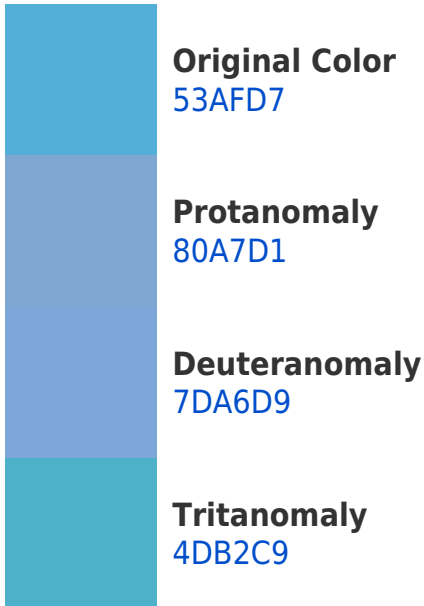 Original Color
53AFD7
Protanomaly
80A7D1
Deuteranomaly
7DA6D9
Tritanomaly
4DB2C9